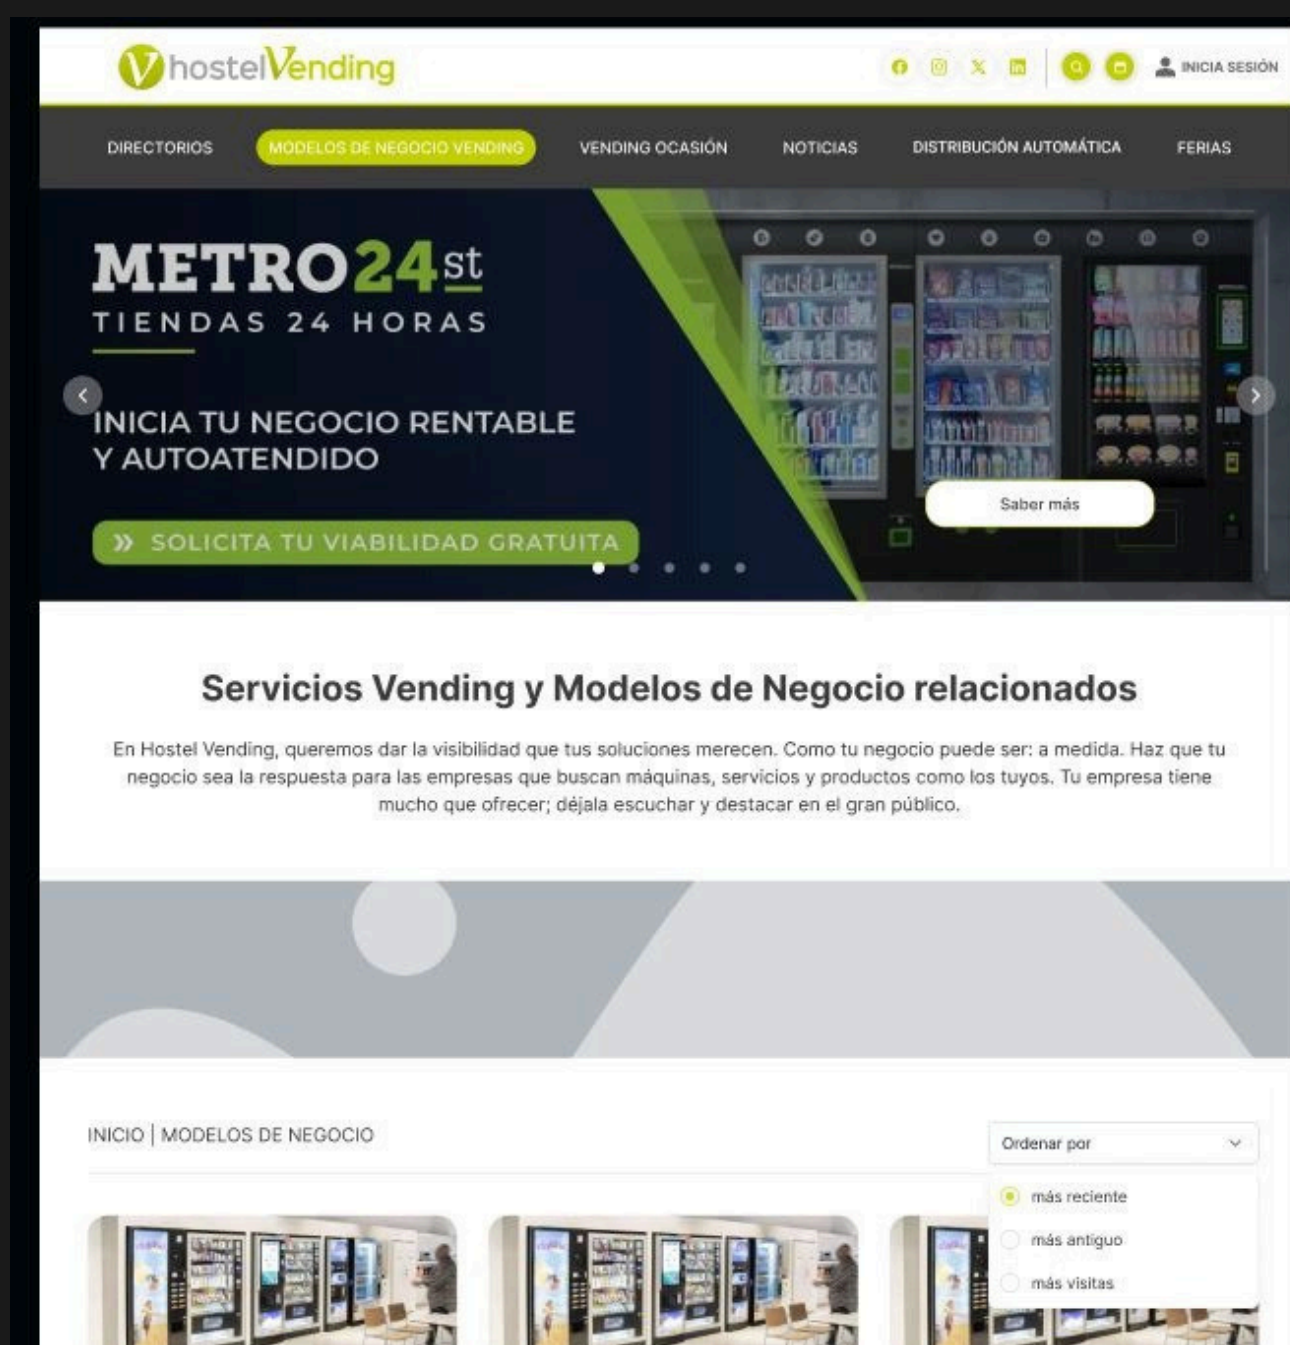 hostelVending
INICIA SESIÓN
DIRECTORIOS
MODELOS DE NEGOCIO VENDING
VENDING OCASIÓN
NOTICIAS
DISTRIBUCIÓN AUTOMÁTICA
FERIAS
METRO24st
TIENDAS 24 HORAS
INICIA TU NEGOCIO RENTABLE
Y AUTOATENDIDO
» SOLICITA TU VIABILIDAD GRATUITA
Saber más
Servicios Vending y Modelos de Negocio relacionados
En Hostel Vending, queremos dar la visibilidad que tus soluciones merecen. Como tu negocio puede ser: a medida. Haz que tu
negocio sea la respuesta para las empresas que buscan máquinas, servicios y productos como los tuyos. Tu empresa tiene
mucho que ofrecer; déjala escuchar y destacar en el gran público.
INICIO | MODELOS DE NEGOCIO
Ordenar por
más reciente
más antiguo
más visitas